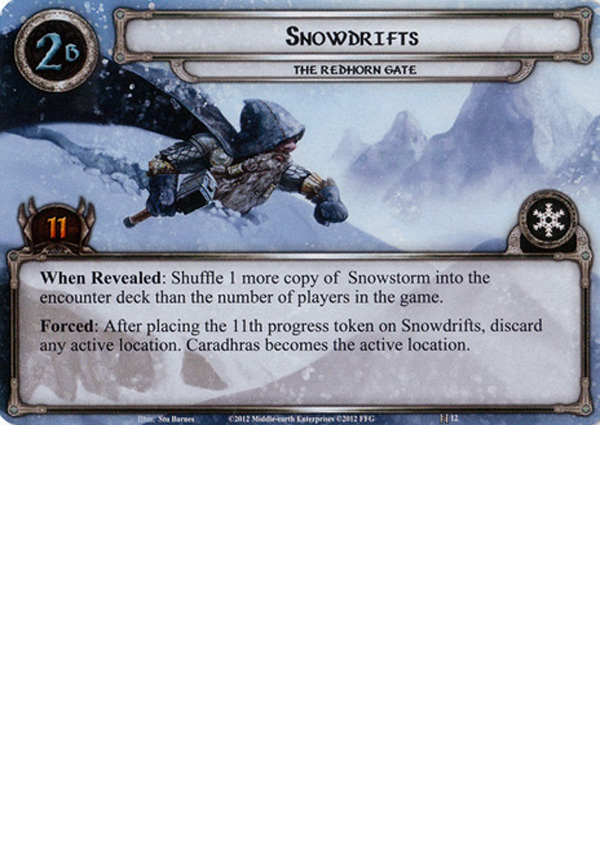 2B
SNOWDRIFTS
THE REDHORN GATE
11
When Revealed: Shuffle 1 more copy of Snowstorm into the
encounter deck than the number of players in the game.
Forced: After placing the 11th progress token on Snowdrifts, discard
any active location. Caradhras becomes the active location.
Illus. Stu Barnes ©2012 Middle-earth Enterprises ©2012 FFG 12